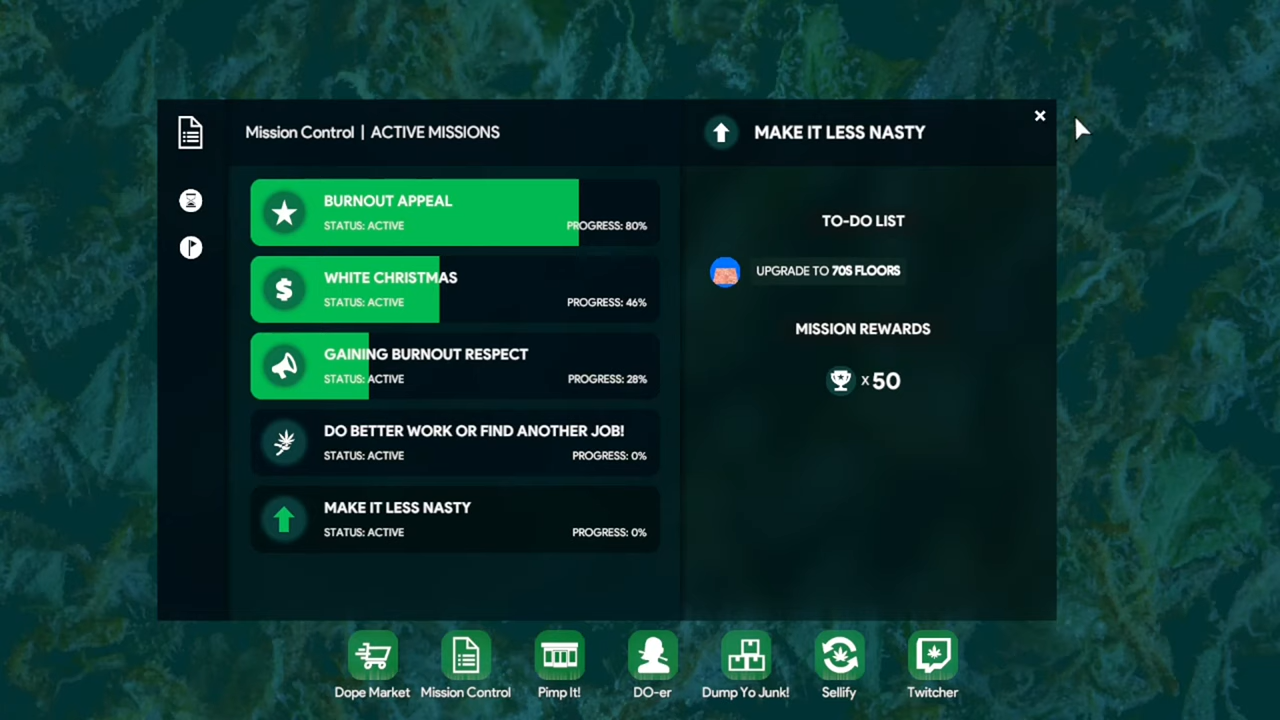 Mission Control | ACTIVE MISSIONS
BURNOUT APPEAL
STATUS: ACTIVE PROGRESS: 80%
WHITE CHRISTMAS
STATUS: ACTIVE PROGRESS: 46%
GAINING BURNOUT RESPECT
STATUS: ACTIVE PROGRESS: 28%
DO BETTER WORK OR FIND ANOTHER JOB!
STATUS: ACTIVE PROGRESS: 0%
MAKE IT LESS NASTY
STATUS: ACTIVE PROGRESS: 0%
MAKE IT LESS NASTY
TO-DO LIST
UPGRADE TO 70S FLOORS
MISSION REWARDS
x 50
Dope Market Mission Control Pimp It! DO-er Dump Yo Junk! Sellify Twitcher